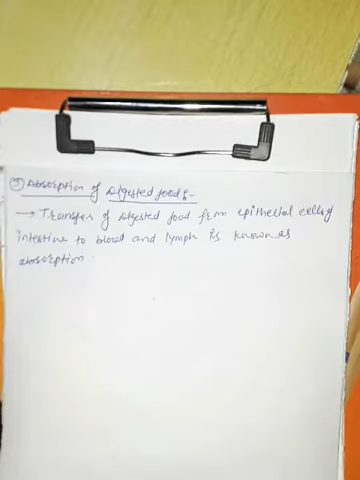 ③ Absorption of Digested food :-
→ Transfer of digested food from epithelial cells of
intestine to blood and lymph is known as
absorption.